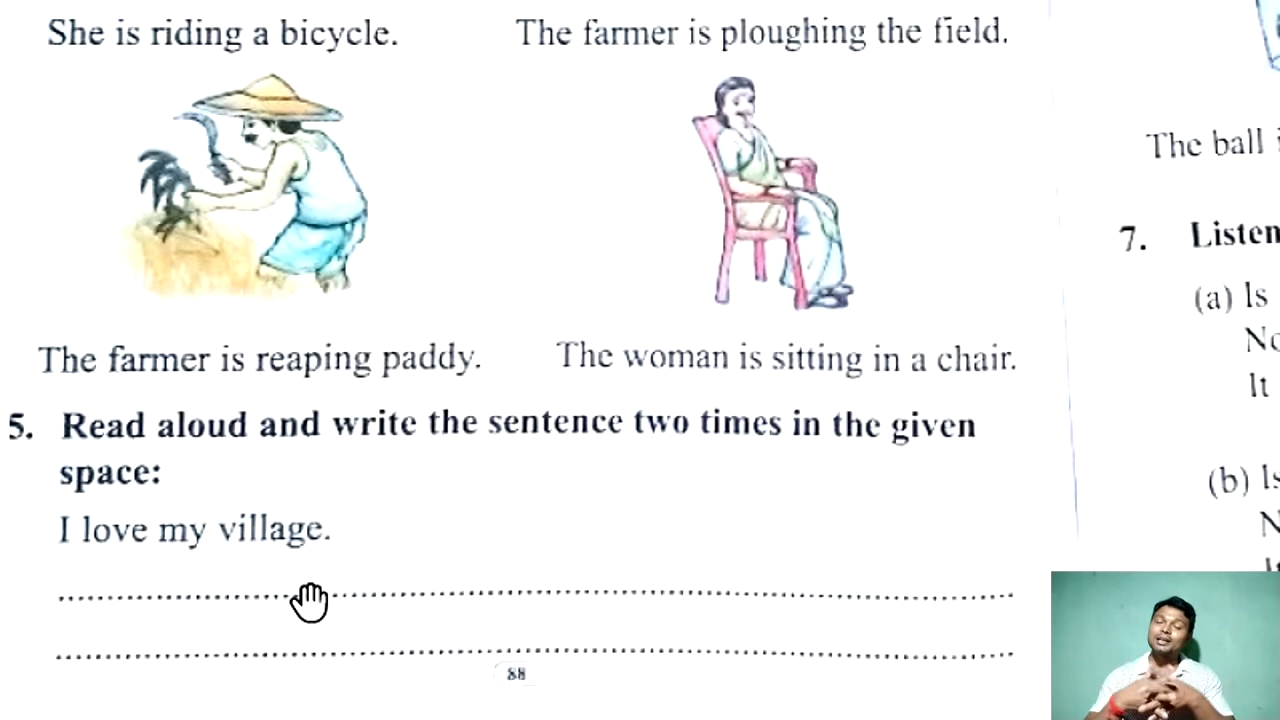 She is riding a bicycle.
The farmer is ploughing the field.
The farmer is reaping paddy.
The woman is sitting in a chair.
5. Read aloud and write the sentence two times in the given
space:
I love my village.
88
The ball
7. Listen
(a) Is
It
(b)